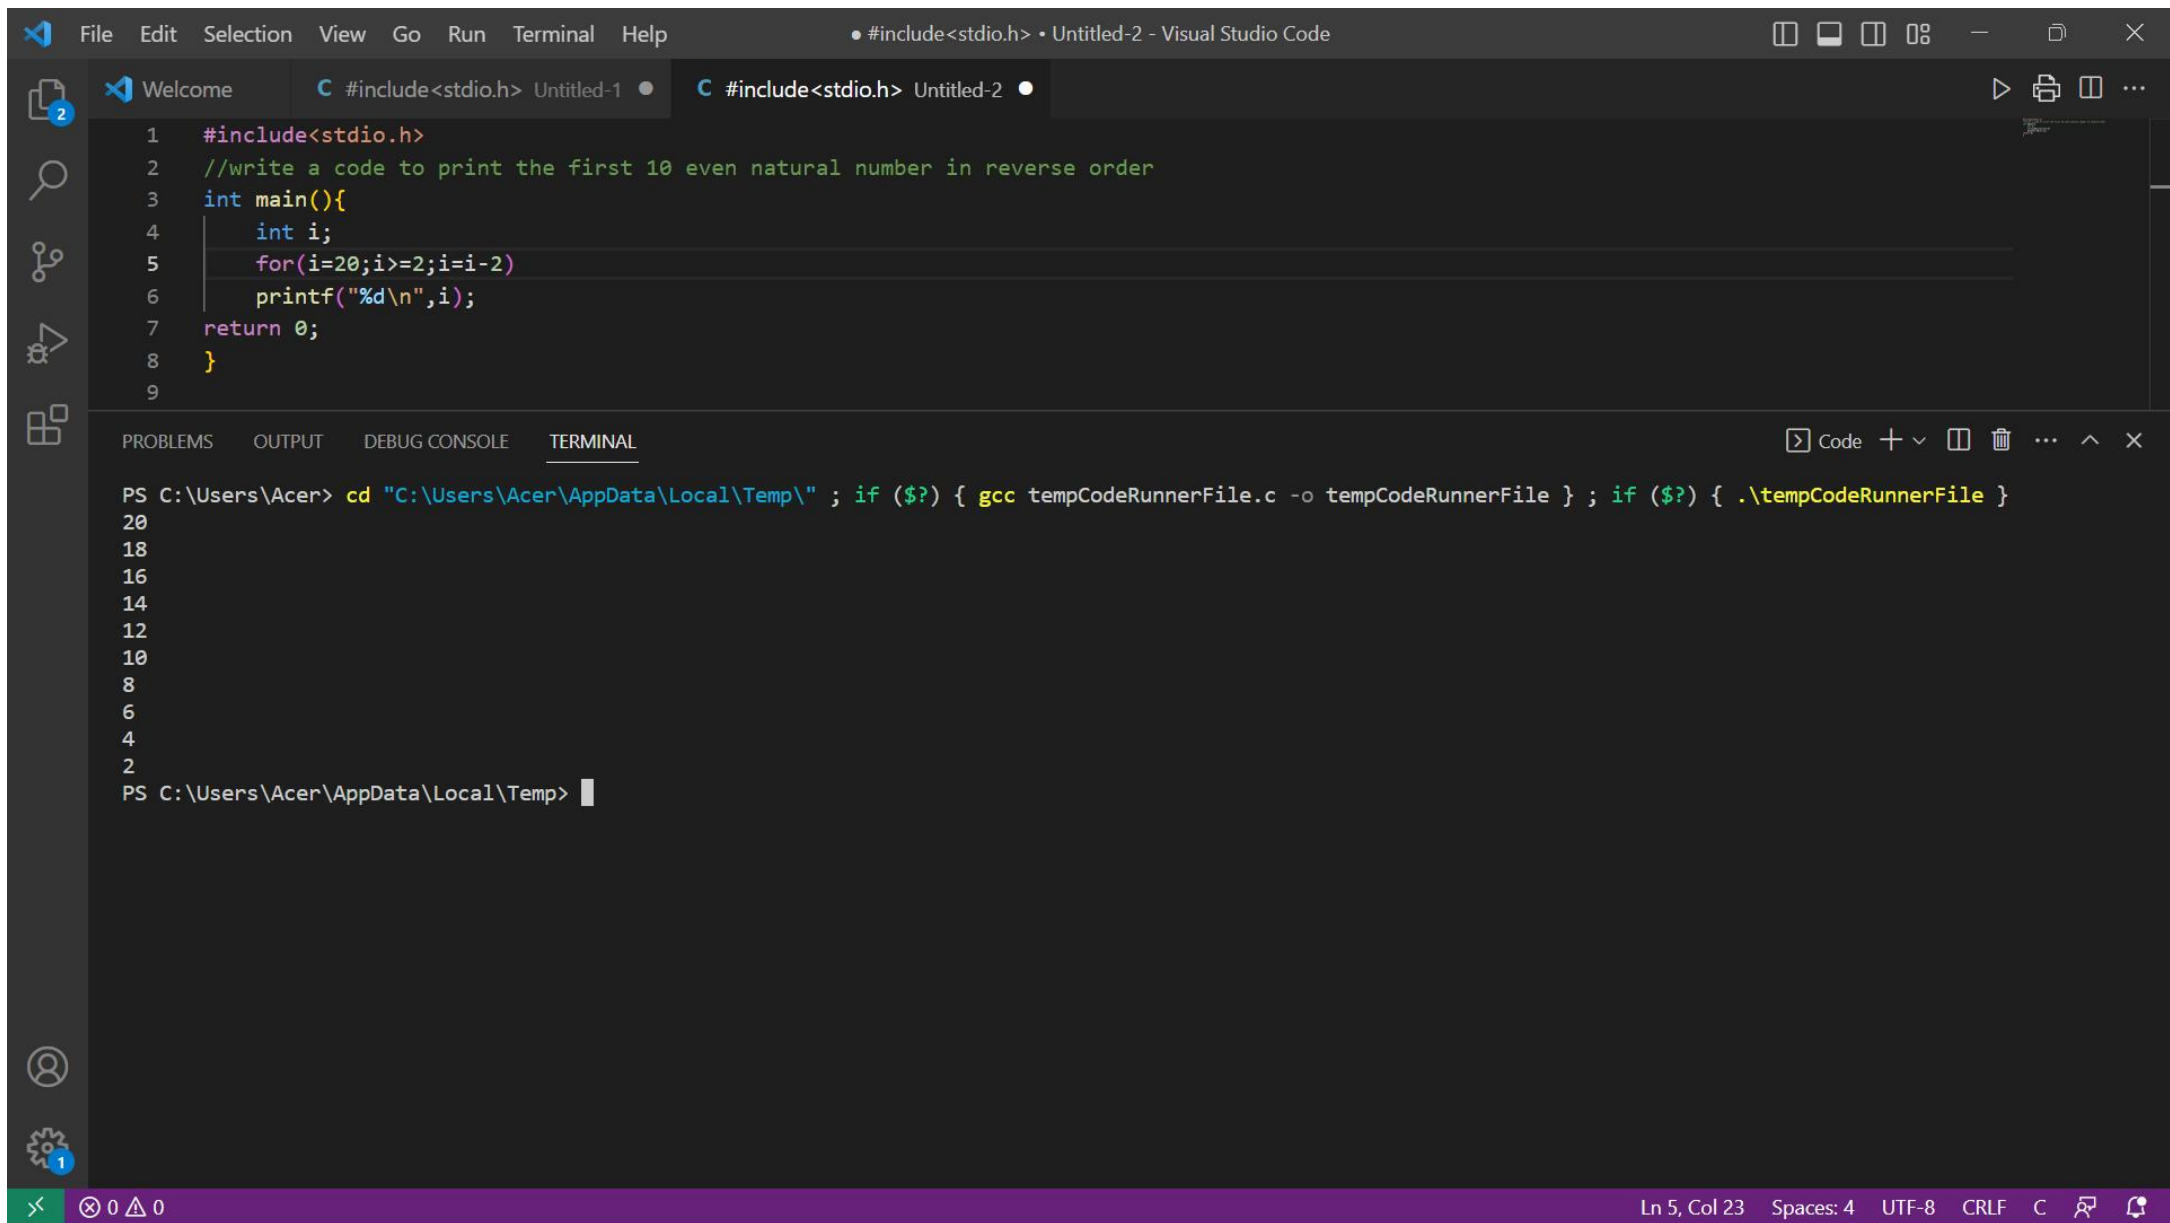 File Edit Selection View Go Run Terminal Help ● #include<stdio.h> • Untitled-2 - Visual Studio Code
Welcome C #include<stdio.h> Untitled-1 ● C #include<stdio.h> Untitled-2 ●
2
1 #include<stdio.h>
2 //write a code to print the first 10 even natural number in reverse order
3 int main(){
4 int i;
5 for(i=20;i>=2;i=i-2)
6 printf("%d\n",i);
7 return 0;
8 }
9
PROBLEMS OUTPUT DEBUG CONSOLE TERMINAL Code
PS C:\Users\Acer> cd "C:\Users\Acer\AppData\Local\Temp\" ; if ($?) { gcc tempCodeRunnerFile.c -o tempCodeRunnerFile } ; if ($?) { .\tempCodeRunnerFile }
20
18
16
14
12
10
8
6
4
2
PS C:\Users\Acer\AppData\Local\Temp>
1
0 0 Ln 5, Col 23 Spaces: 4 UTF-8 CRLF C